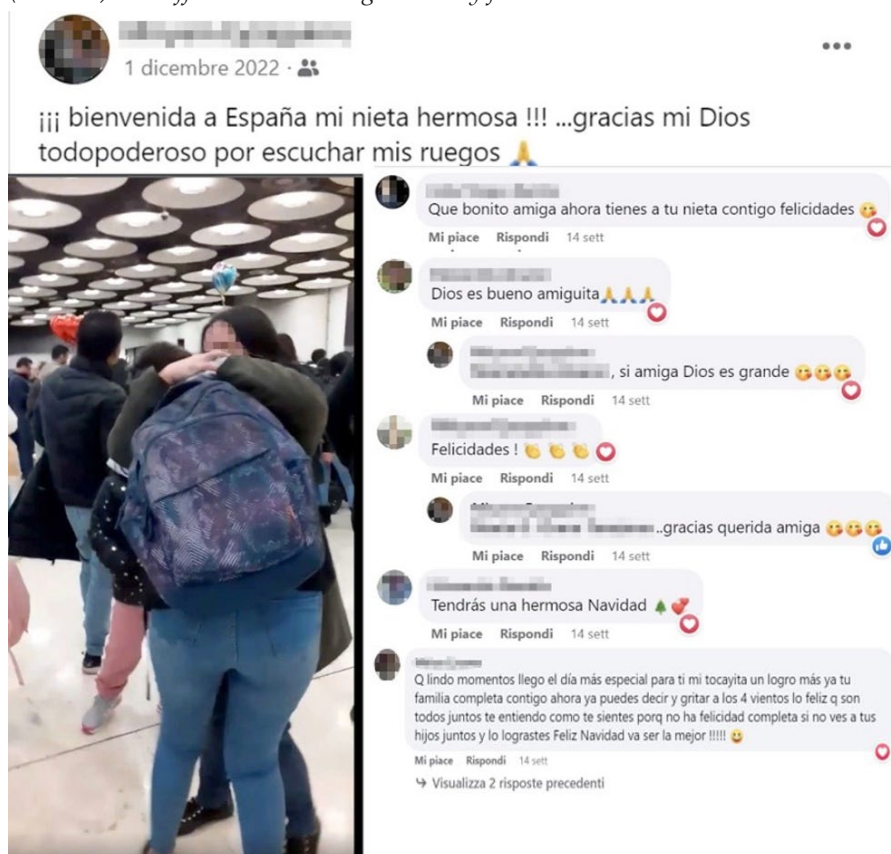 1 dicembre 2022 ·
¡¡¡ bienvenida a España mi nieta hermosa !!! ...gracias mi Dios
todopoderoso por escuchar mis ruegos 🙏
Que bonito amiga ahora tienes a tu nieta contigo felicidades 😋
Mi piace Rispondi 14 sett
Dios es bueno amiguita🙏🙏🙏
Mi piace Rispondi 14 sett
, si amiga Dios es grande 😋😋😋
Mi piace Rispondi 14 sett
Felicidades ! 👏 👏 👏
Mi piace Rispondi 14 sett
..gracias querida amiga 😋😋😋
Mi piace Rispondi 14 sett
Tendrás una hermosa Navidad 🎄💞
Mi piace Rispondi 14 sett
Q lindo momentos llego el día más especial para ti mi tocayita un logro más ya tu
familia completa contigo ahora ya puedes decir y gritar a los 4 vientos lo feliz q son
todos juntos te entiendo como te sientes porq no ha felicidad completa si no ves a tus
hijos juntos y lo lograstes Feliz Navidad va ser la mejor !!!!! 😃
Mi piace Rispondi 14 sett
Visualizza 2 risposte precedenti